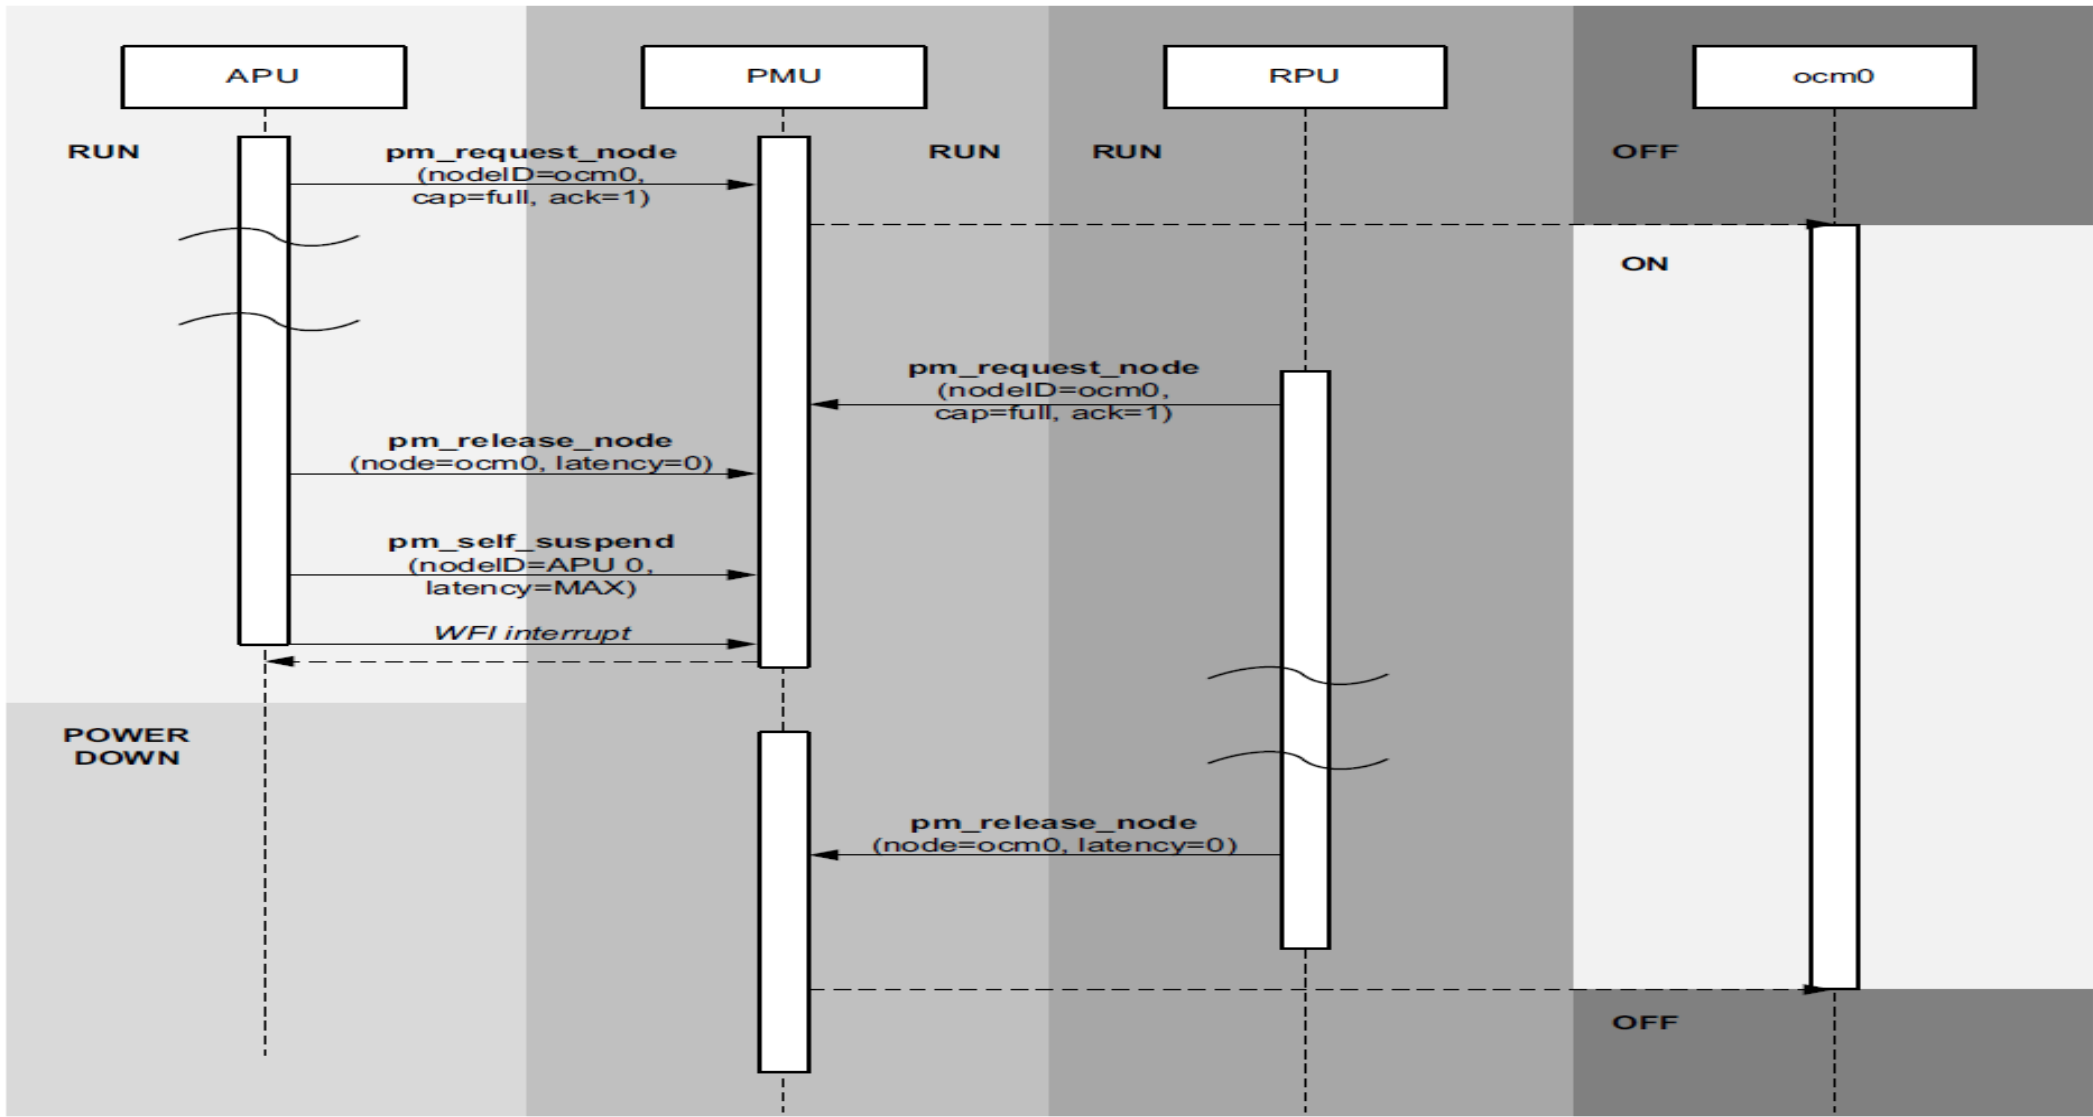 APU
PMU
RPU
ocm0
RUN
pm_request_node
(nodeID=ocm0,
cap=full, ack=1)
RUN
RUN
OFF
ON
pm_request_node
(nodeID=ocm0,
cap=full, ack=1)
pm_release_node
(node=ocm0, latency=0)
pm_self_suspend
(nodeID=APU 0,
latency=MAX)
WFI interrupt
POWER
DOWN
pm_release_node
(node=ocm0, latency=0)
OFF